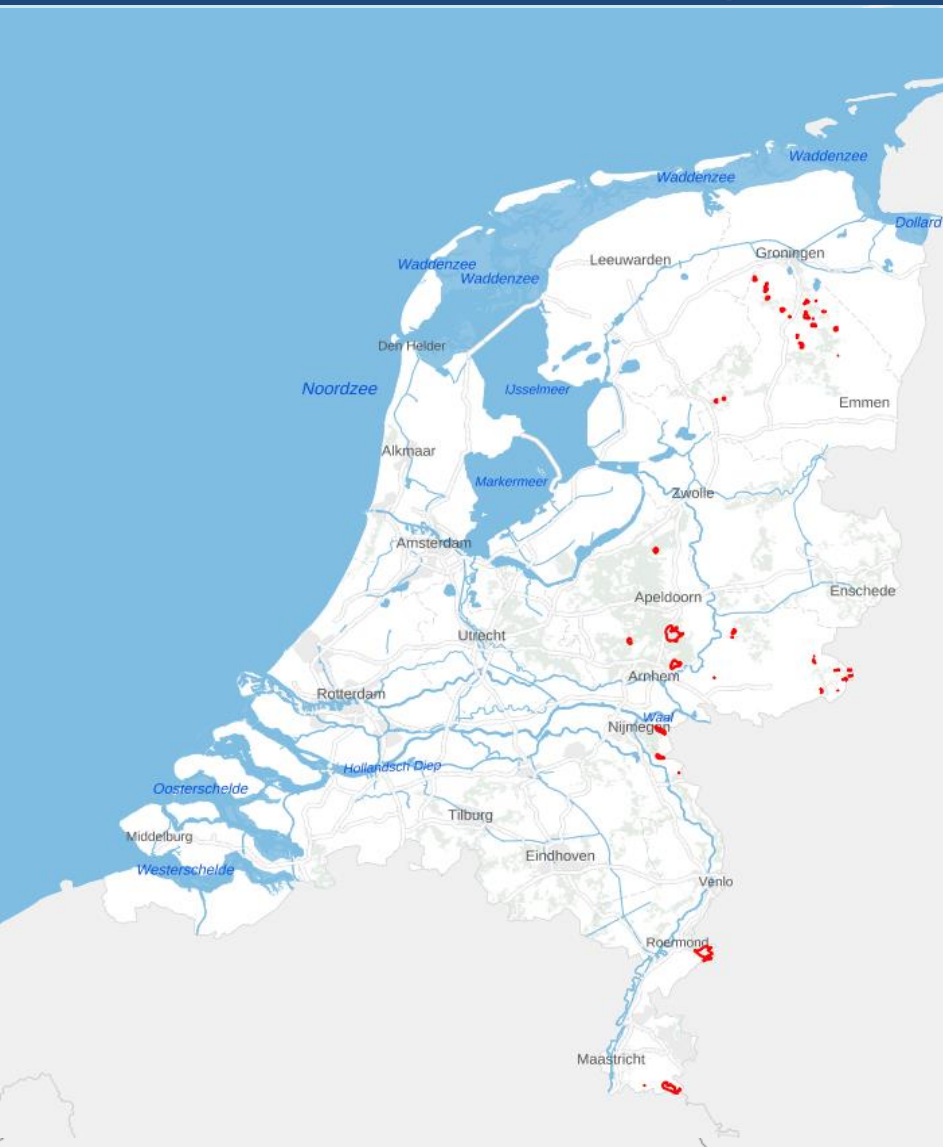 Waddenzee
Waddenzee
Dollard
Groningen
Leeuwarden
Waddenzee
Waddenzee
Den Helder
Noordzee
IJsselmeer
Emmen
Alkmaar
Markermeer
Zwolle
Amsterdam
Enschede
Apeldoorn
Utrecht
Arnhem
Rotterdam
Waal
Nijmegen
Hollandsch Diep
Oosterschelde
Tilburg
Middelburg
Eindhoven
Westerschelde
Venlo
Roermond
Maastricht